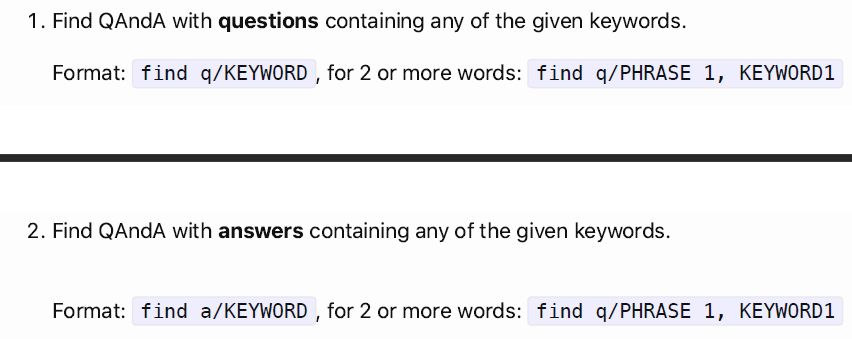 1. Find QAndA with questions containing any of the given keywords.
Format: find q/KEYWORD , for 2 or more words: find q/PHRASE 1, KEYWORD1
2. Find QAndA with answers containing any of the given keywords.
Format: find a/KEYWORD , for 2 or more words: find q/PHRASE 1, KEYWORD1